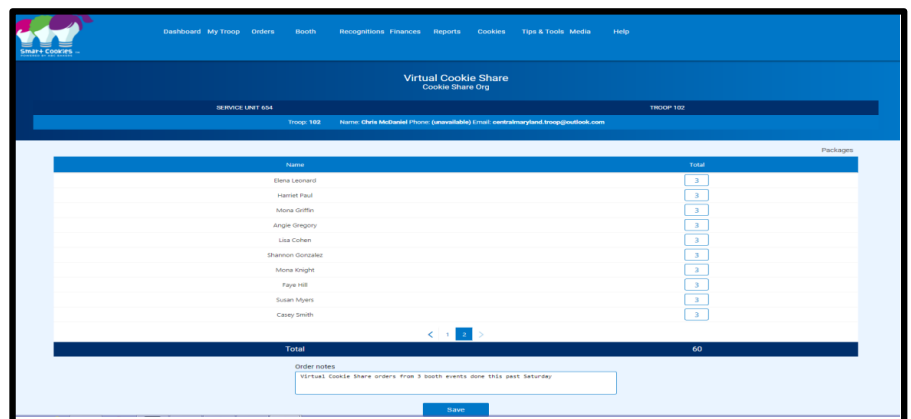 Dashboard My Troop Orders Booth Recognitions Finances Reports Cookies Tips & Tools Media Help
Smart Cookies
Virtual Cookie Share
Cookie Share Org
SERVICE UNIT 654 TROOP 102
Troop: 102 Name: Chris McDaniel Phone: (unavailable) Email: centralmaryland.troop@outlook.com
Packages
Name Total
Elena Leonard 3
Harriet Paul 3
Mona Griffin 3
Angie Gregory 3
Lisa Cohen 3
Shannon Gonzalez 3
Mona Knight 3
Faye Hill 3
Susan Myers 3
Casey Smith 3
< 1 2 >
Total 60
Order notes
Virtual Cookie Share orders from 3 booth events done this past Saturday
Save